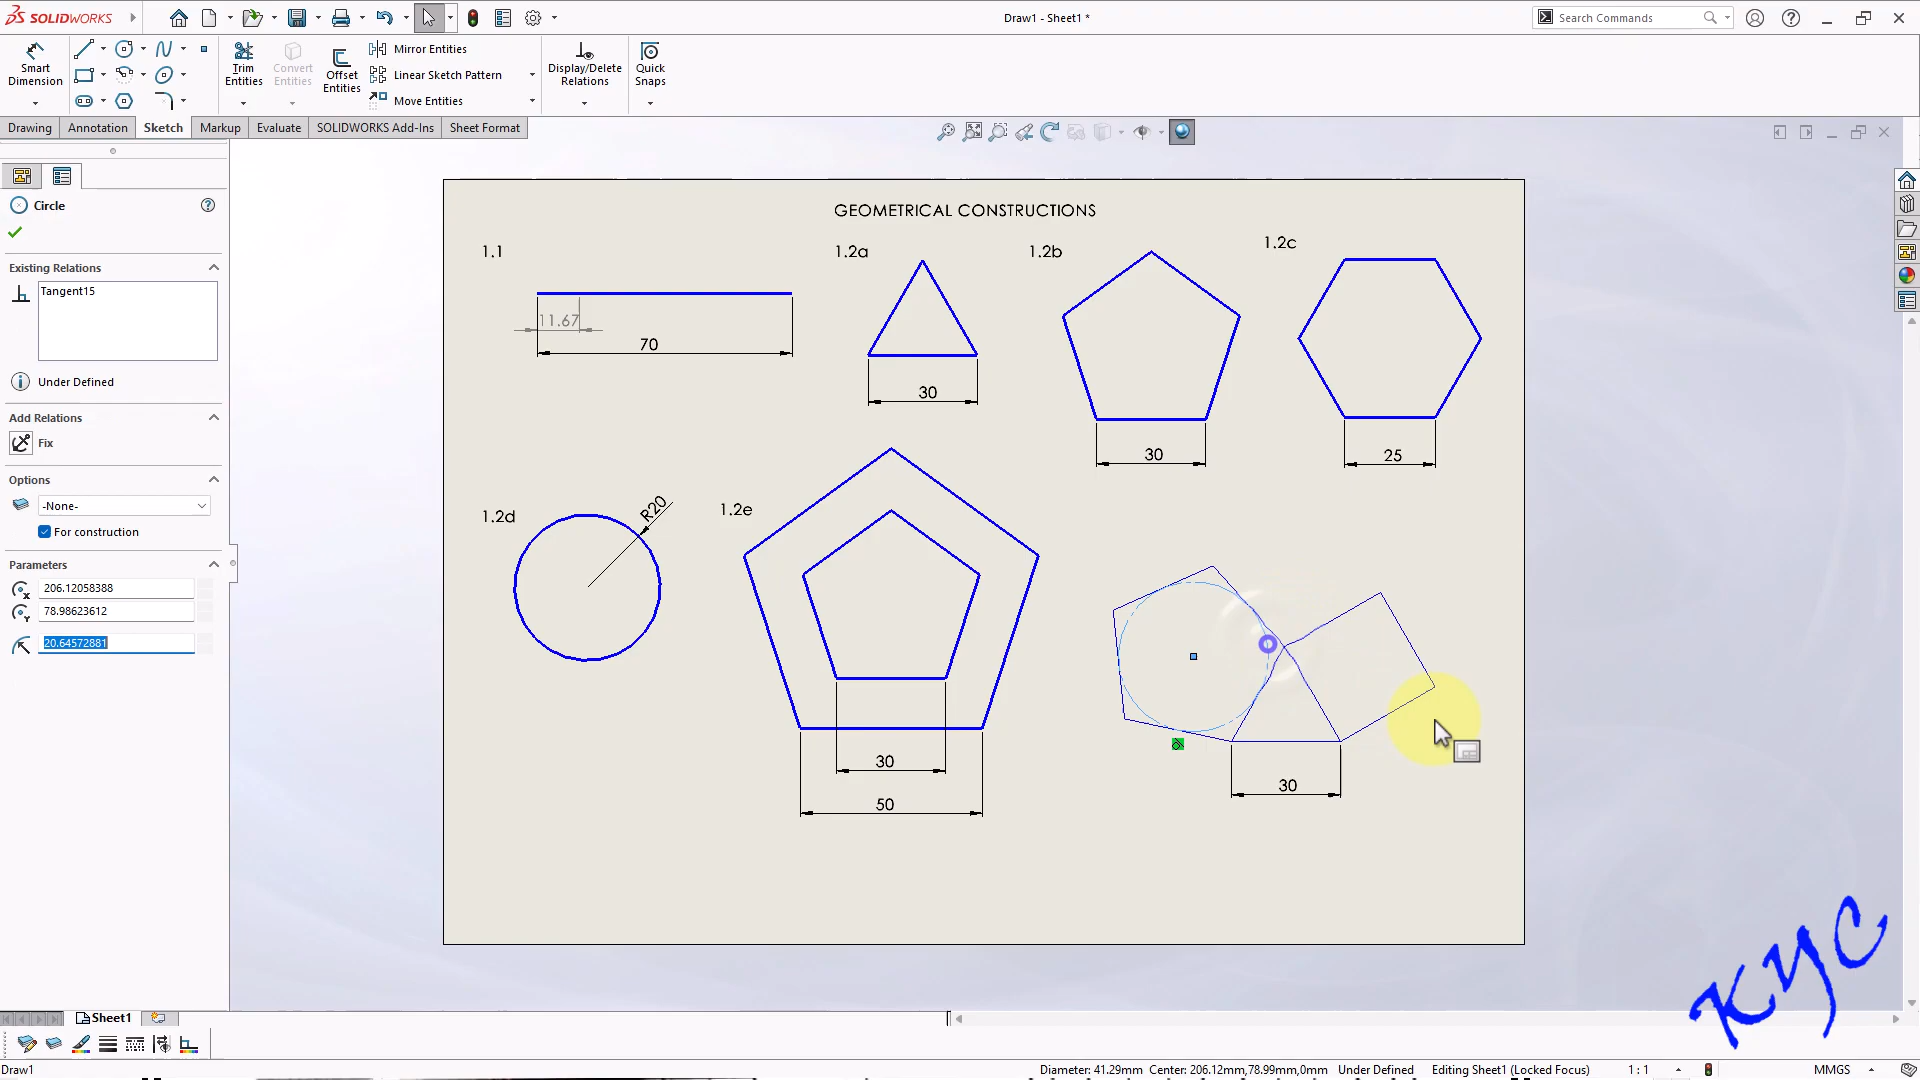 SOLIDWORKS
Draw1 - Sheet1 *
Search Commands
Smart Dimension
Trim Entities
Convert Entities
Offset Entities
Mirror Entities
Linear Sketch Pattern
Move Entities
Display/Delete Relations
Quick Snaps
Drawing
Annotation
Sketch
Markup
Evaluate
SOLIDWORKS Add-Ins
Sheet Format
Circle
Existing Relations
Tangent15
Under Defined
Add Relations
Fix
Options
-None-
For construction
Parameters
206.12058388
78.98623612
20.64572881
GEOMETRICAL CONSTRUCTIONS
1.1
1.2a
1.2b
1.2c
11.67
70
30
30
25
1.2d
R20
1.2e
30
50
30
KYC
Sheet1
Draw1
Diameter: 41.29mm Center: 206.12mm,78.99mm,0mm
Under Defined
Editing Sheet1 (Locked Focus)
1 : 1
MMGS